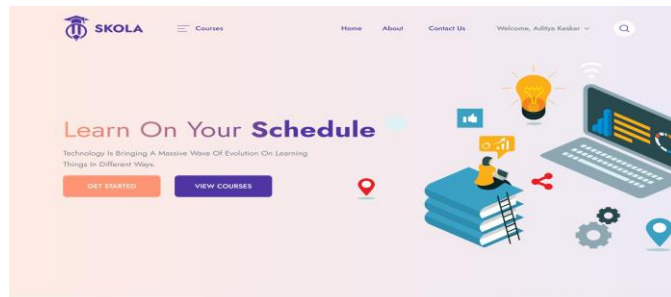 SKOLA
Courses
Home
About
Contact Us
Welcome, Aditya Kaskar
Learn On Your Schedule
Technology Is Bringing A Massive Wave Of Evolution On Learning
Things In Different Ways.
GET STARTED
VIEW COURSES